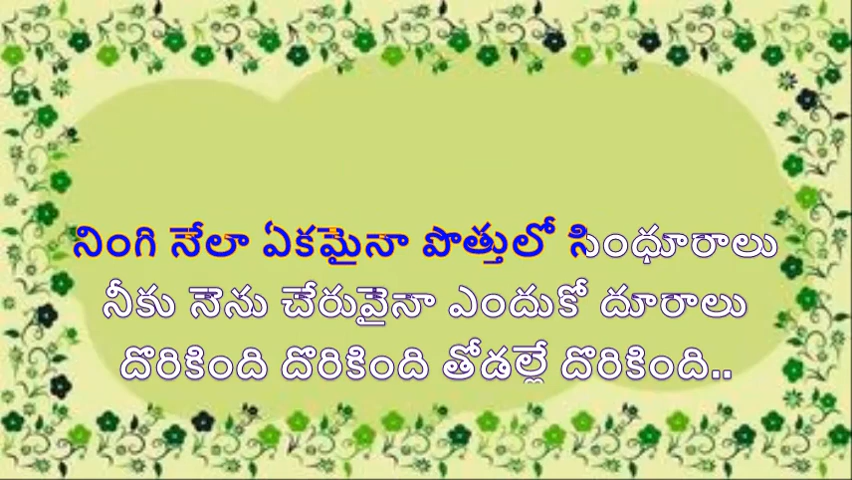 నింగి నేలా ఏకమైనా పొత్తులో సింధూరాలు
నీకు నెను చేరువైనా ఎందుకో దూరాలు
దొరికింది దొరికింది తోడల్లే దొరికింది..